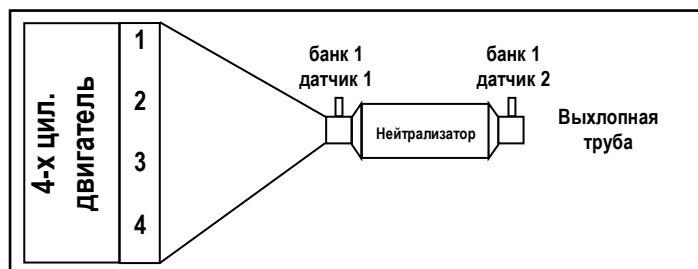 4-х цил.
двигатель
1
2
3
4
банк 1
датчик 1
Нейтрализатор
банк 1
датчик 2
Выхлопная
труба